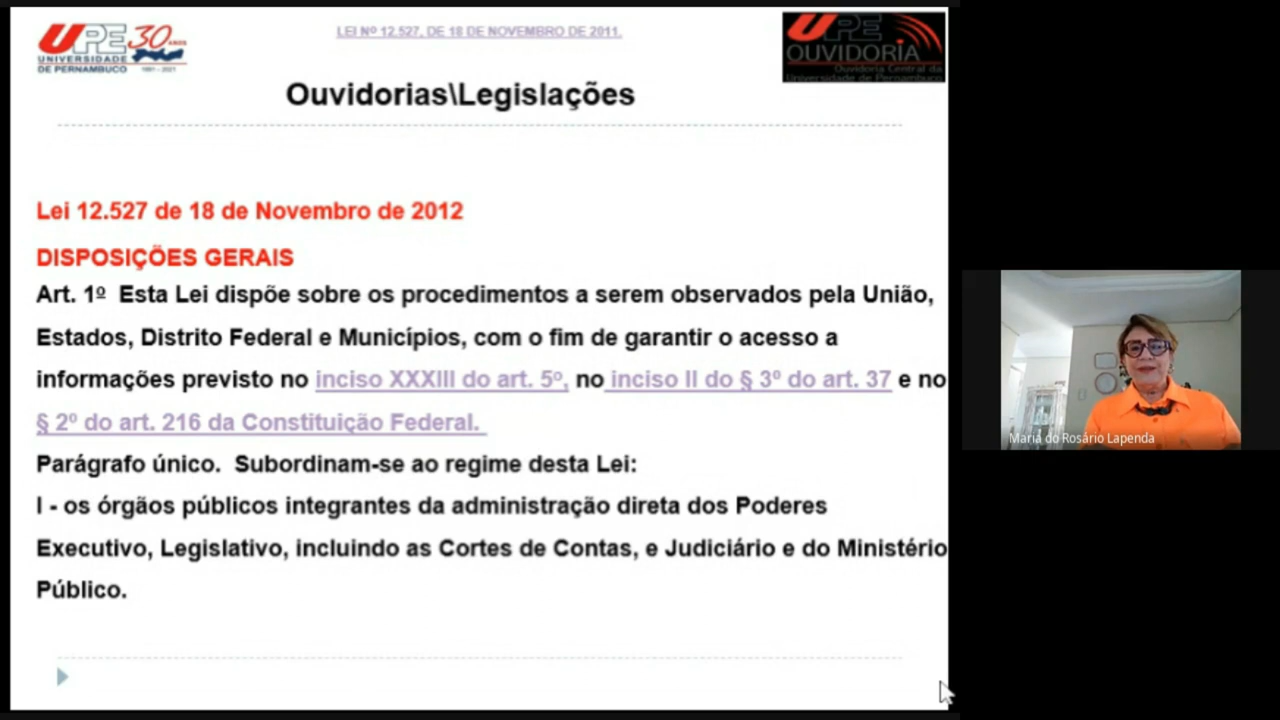 UPE 30 ANOS
UNIVERSIDADE
DE PERNAMBUCO 1991 - 2021
LEI Nº 12.527, DE 18 DE NOVEMBRO DE 2011.
UPE
OUVIDORIA
Ouvidoria Central da
Universidade de Pernambuco
Ouvidorias\Legislações
Lei 12.527 de 18 de Novembro de 2012
DISPOSIÇÕES GERAIS
Art. 1º Esta Lei dispõe sobre os procedimentos a serem observados pela União,
Estados, Distrito Federal e Municípios, com o fim de garantir o acesso a
informações previsto no inciso XXXIII do art. 5º, no inciso II do § 3º do art. 37 e no
§ 2º do art. 216 da Constituição Federal.
Parágrafo único. Subordinam-se ao regime desta Lei:
I - os órgãos públicos integrantes da administração direta dos Poderes
Executivo, Legislativo, incluindo as Cortes de Contas, e Judiciário e do Ministério
Público.
Maria do Rosário Lapenda